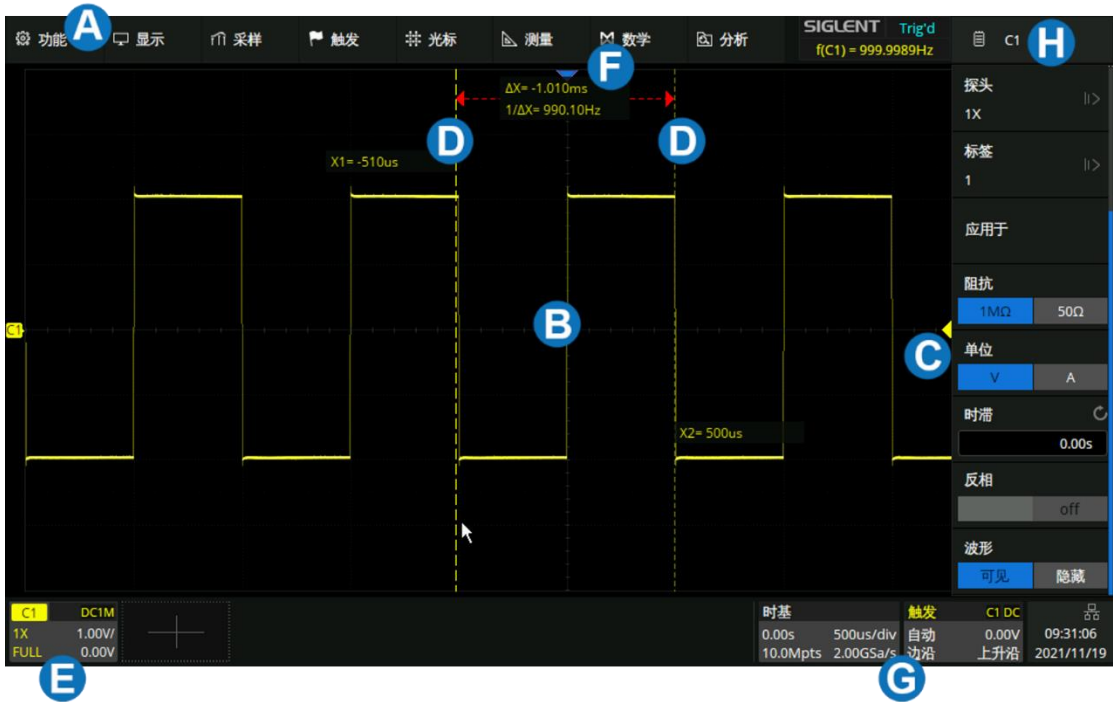 功能 显示 采样 触发 光标 测量 数学 分析
SIGLENT Trig'd
f(C1) = 999.9989Hz
C1
A
H
F
ΔX= -1.010ms
1/ΔX= 990.10Hz
D
D
X1= -510us
探头
1X
标签
1
应用于
阻抗
1MΩ 50Ω
B
C1
C
单位
V A
X2= 500us
时滞
0.00s
反相
off
波形
可见 隐藏
C1 DC1M
1X 1.00V/
FULL 0.00V
时基
0.00s 500us/div
10.0Mpts 2.00GSa/s
触发 C1 DC
自动 0.00V
边沿 上升沿
09:31:06
2021/11/19
E
G